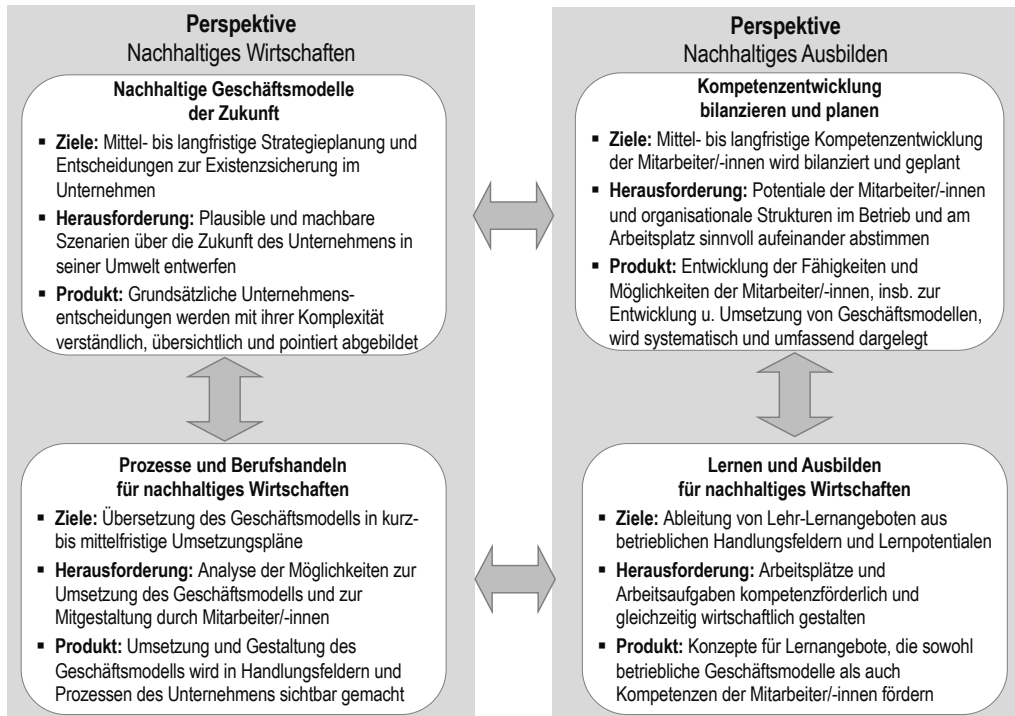 Perspektive
Nachhaltiges Wirtschaften
Nachhaltige Geschäftsmodelle
der Zukunft
▪ Ziele: Mittel- bis langfristige Strategieplanung und
Entscheidungen zur Existenzsicherung im
Unternehmen
▪ Herausforderung: Plausible und machbare
Szenarien über die Zukunft des Unternehmens in
seiner Umwelt entwerfen
▪ Produkt: Grundsätzliche Unternehmens-
entscheidungen werden mit ihrer Komplexität
verständlich, übersichtlich und pointiert abgebildet
Prozesse und Berufshandeln
für nachhaltiges Wirtschaften
▪ Ziele: Übersetzung des Geschäftsmodells in kurz-
bis mittelfristige Umsetzungspläne
▪ Herausforderung: Analyse der Möglichkeiten zur
Umsetzung des Geschäftsmodells und zur
Mitgestaltung durch Mitarbeiter/-innen
▪ Produkt: Umsetzung und Gestaltung des
Geschäftsmodells wird in Handlungsfeldern und
Prozessen des Unternehmens sichtbar gemacht
Perspektive
Nachhaltiges Ausbilden
Kompetenzentwicklung
bilanzieren und planen
▪ Ziele: Mittel- bis langfristige Kompetenzentwicklung
der Mitarbeiter/-innen wird bilanziert und geplant
▪ Herausforderung: Potentiale der Mitarbeiter/-innen
und organisationale Strukturen im Betrieb und am
Arbeitsplatz sinnvoll aufeinander abstimmen
▪ Produkt: Entwicklung der Fähigkeiten und
Möglichkeiten der Mitarbeiter/-innen, insb. zur
Entwicklung u. Umsetzung von Geschäftsmodellen,
wird systematisch und umfassend dargelegt
Lernen und Ausbilden
für nachhaltiges Wirtschaften
▪ Ziele: Ableitung von Lehr-Lernangeboten aus
betrieblichen Handlungsfeldern und Lernpotentialen
▪ Herausforderung: Arbeitsplätze und
Arbeitsaufgaben kompetenzförderlich und
gleichzeitig wirtschaftlich gestalten
▪ Produkt: Konzepte für Lernangebote, die sowohl
betriebliche Geschäftsmodelle als auch
Kompetenzen der Mitarbeiter/-innen fördern